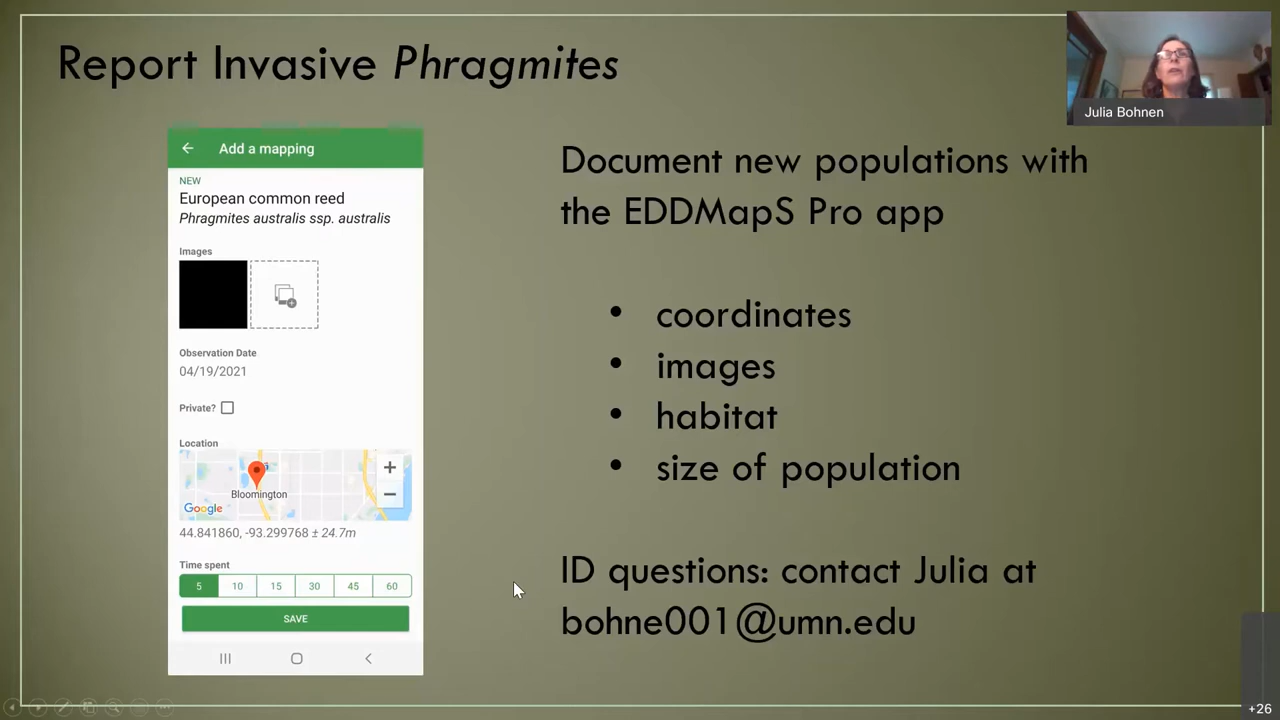 Report Invasive Phragmites
Julia Bohnen
Add a mapping
NEW
European common reed
Phragmites australis ssp. australis
Images
Observation Date
04/19/2021
Private?
Location
Bloomington
Google
44.841860, -93.299768 ± 24.7m
Time spent
5 10 15 30 45 60
SAVE
Document new populations with
the EDDMapS Pro app
• coordinates
• images
• habitat
• size of population
ID questions: contact Julia at
bohne001@umn.edu
+26